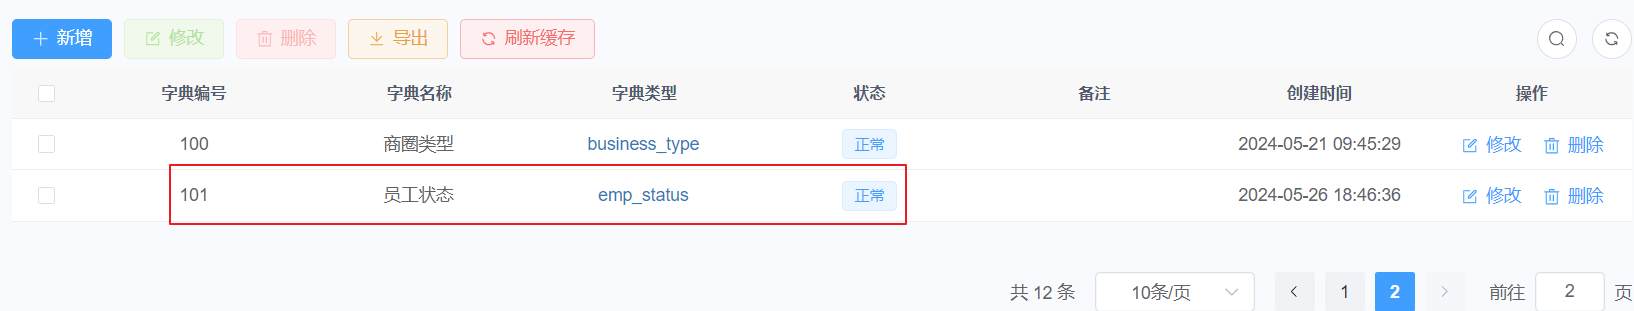 新增 修改 删除 导出 刷新缓存
字典编号 字典名称 字典类型 状态 备注 创建时间 操作
100 商圈类型 business_type 正常 2024-05-21 09:45:29 修改 删除
101 员工状态 emp_status 正常 2024-05-26 18:46:36 修改 删除
共 12 条 10条/页 1 2 前往 2 页